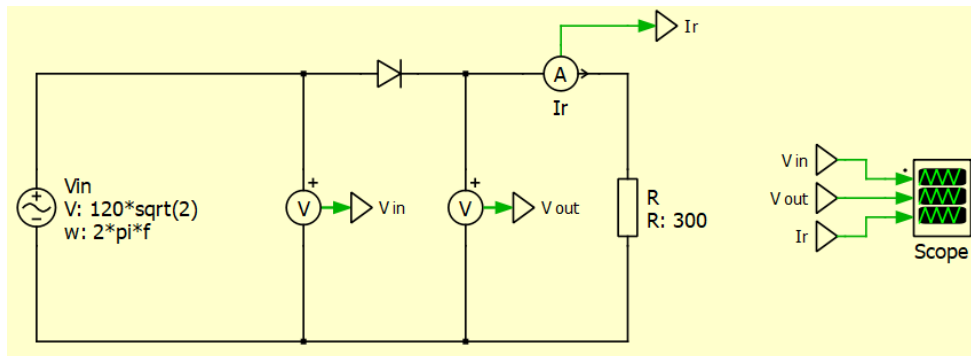 Ir
A
Ir
Vin
V: 120*sqrt(2)
w: 2*pi*f
+
V
Vin
+
V
Vout
R
R: 300
Vin
Vout
Ir
Scope